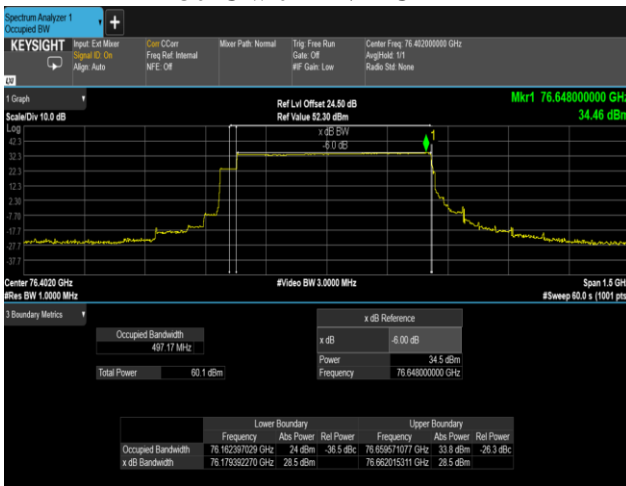 Spectrum Analyzer 1
Occupied BW
+
KEYSIGHT Input: Ext Mixer Corr CCorr Mixer Path: Normal Trig: Free Run Center Freq: 76.402000000 GHz
Signal ID: On Freq Ref: Internal Gate: Off Avg|Hold: 1/1
Align: Auto NFE: Off #IF Gain: Low Radio Std: None
LXI
1 Graph
Mkr1 76.648000000 GHz
Ref Lvl Offset 24.50 dB
Scale/Div 10.0 dB Ref Value 52.30 dBm 34.46 dBm
Log x dB BW
-6.0 dB
1
42.3
32.3
22.3
12.3
2.30
-7.70
-17.7
-27.7
-37.7
Center 76.4020 GHz #Video BW 3.0000 MHz Span 1.5 GH
#Res BW 1.0000 MHz #Sweep 60.0 s (1001 pts
3 Boundary Metrics
x dB Reference
Occupied Bandwidth
497.17 MHz
x dB -6.00 dB
Power 34.5 dBm
Total Power 60.1 dBm
Frequency 76.648000000 GHz
Lower Boundary Upper Boundary
Frequency Abs Power Rel Power Frequency Abs Power Rel Power
Occupied Bandwidth 76.162397029 GHz 24 dBm -36.5 dBc 76.659571077 GHz 33.8 dBm -26.3 dBc
x dB Bandwidth 76.179392270 GHz 28.5 dBm 76.662015311 GHz 28.5 dBm